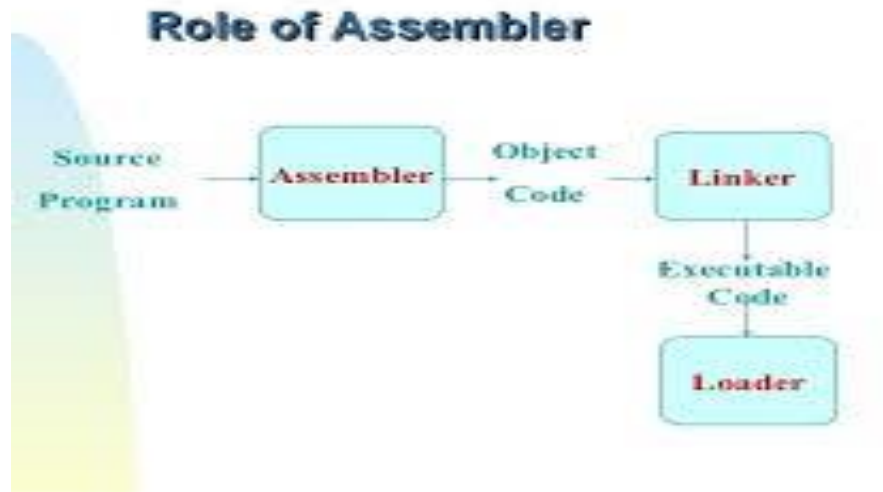 Role of Assembler
Source
Program
Assembler
Object
Code
Linker
Executable
Code
Loader